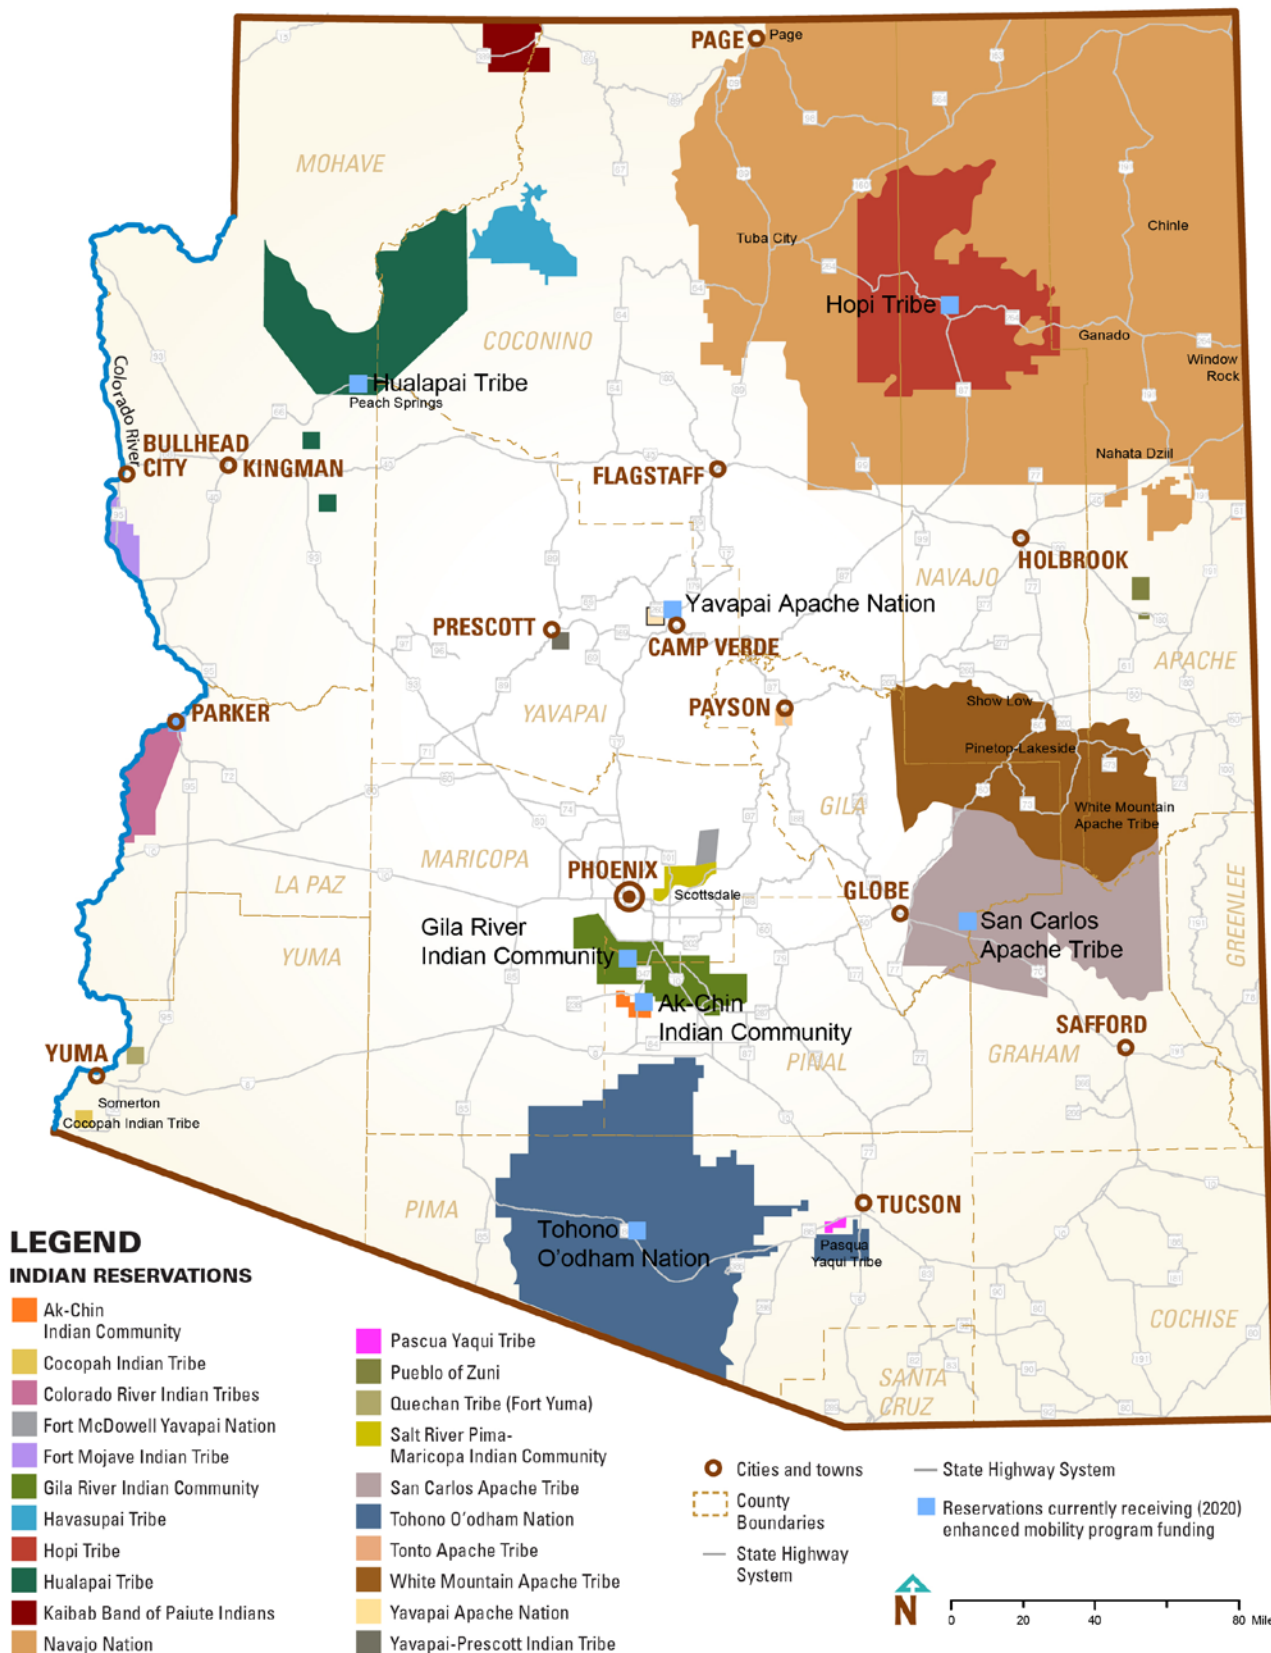 PAGE
Page
MOHAVE
Tuba City
Chinle
Hopi Tribe
COCONINO
Ganado
Window
Rock
Colorado River
Hualapai Tribe
Peach Springs
BULLHEAD
CITY
KINGMAN
FLAGSTAFF
Nahata Dziil
HOLBROOK
NAVAJO
Yavapai Apache Nation
PRESCOTT
CAMP VERDE
APACHE
PARKER
YAVAPAI
PAYSON
Show Low
Pinetop-Lakeside
GILA
White Mountain
Apache Tribe
MARICOPA
PHOENIX
LA PAZ
Scottsdale
GLOBE
GREENLEE
Gila River
Indian Community
San Carlos
Apache Tribe
YUMA
Ak-Chin
Indian Community
SAFFORD
YUMA
PINAL
GRAHAM
Somerton
Cocopah Indian Tribe
PIMA
TUCSON
Tohono
O'odham Nation
Pasqua
Yaqui Tribe
COCHISE
SANTA
CRUZ
LEGEND
INDIAN RESERVATIONS
Ak-Chin
Indian Community
Cocopah Indian Tribe
Colorado River Indian Tribes
Fort McDowell Yavapai Nation
Fort Mojave Indian Tribe
Gila River Indian Community
Havasupai Tribe
Hopi Tribe
Hualapai Tribe
Kaibab Band of Paiute Indians
Navajo Nation
Pascua Yaqui Tribe
Pueblo of Zuni
Quechan Tribe (Fort Yuma)
Salt River Pima-
Maricopa Indian Community
San Carlos Apache Tribe
Tohono O'odham Nation
Tonto Apache Tribe
White Mountain Apache Tribe
Yavapai Apache Nation
Yavapai-Prescott Indian Tribe
Cities and towns
County
Boundaries
State Highway
System
State Highway System
Reservations currently receiving (2020)
enhanced mobility program funding
N
0 20 40 80 Mile